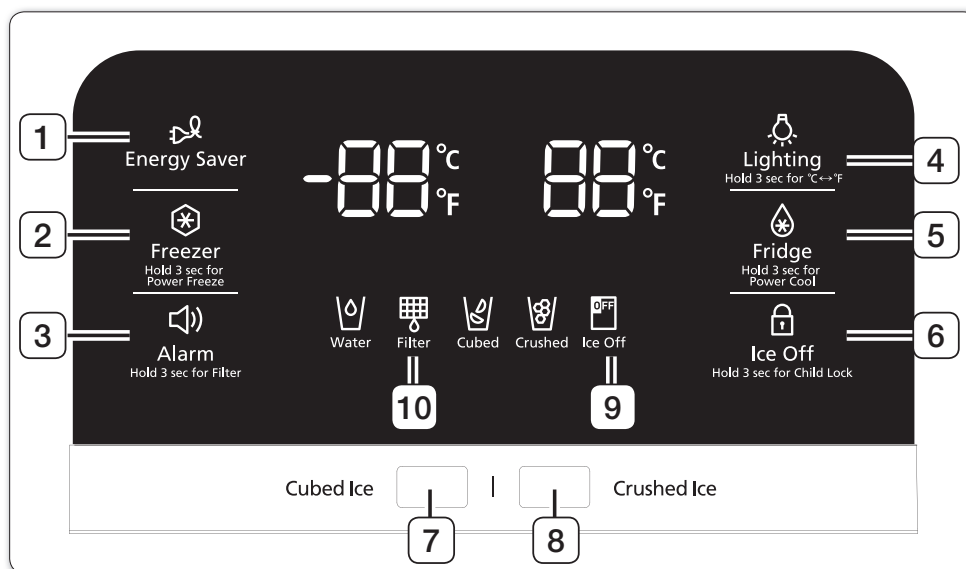 1
Energy Saver
2
Freezer
Hold 3 sec for
Power Freeze
3
Alarm
Hold 3 sec for Filter
-88 °C
°F
88 °C
°F
Lighting
Hold 3 sec for °C↔°F
4
Fridge
Hold 3 sec for
Power Cool
5
Ice Off
Hold 3 sec for Child Lock
6
OFF
Water Filter Cubed Crushed Ice Off
10
9
Cubed Ice | Crushed Ice
7
8